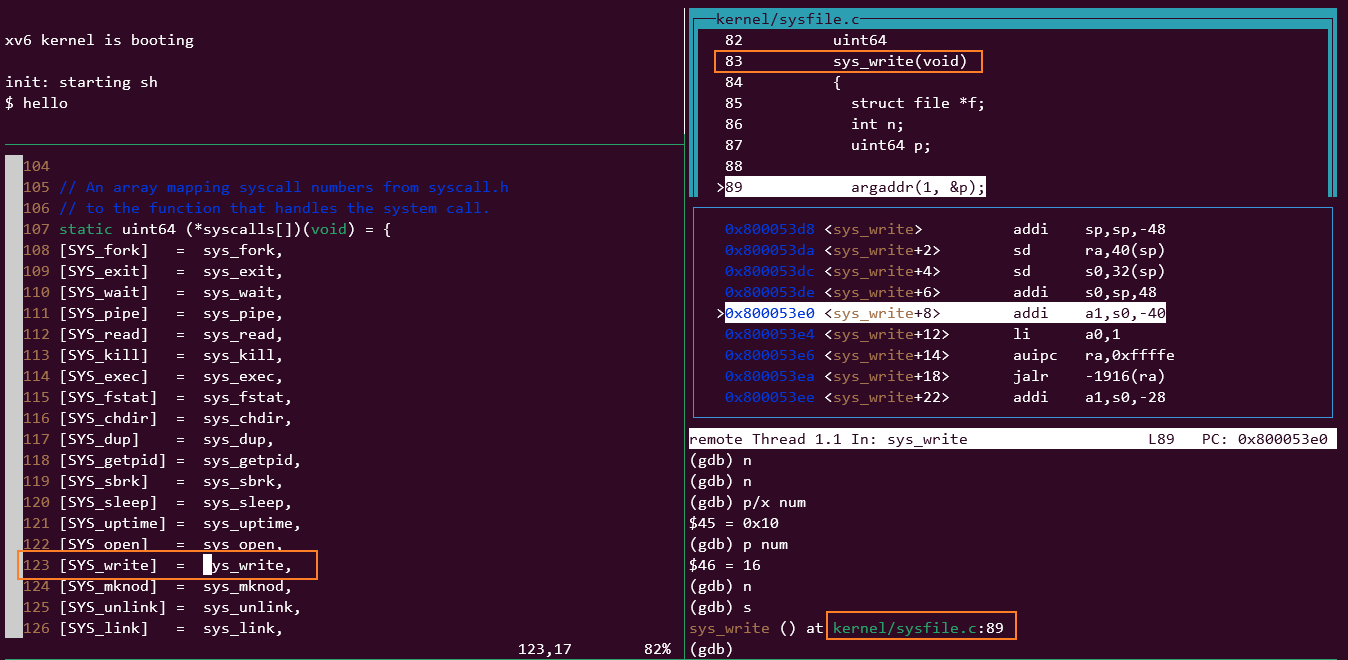 xv6 kernel is booting
init: starting sh
$ hello
104
105 // An array mapping syscall numbers from syscall.h
106 // to the function that handles the system call.
107 static uint64 (*syscalls[])(void) = {
108 [SYS_fork]   =  sys_fork,
109 [SYS_exit]   =  sys_exit,
110 [SYS_wait]   =  sys_wait,
111 [SYS_pipe]   =  sys_pipe,
112 [SYS_read]   =  sys_read,
113 [SYS_kill]   =  sys_kill,
114 [SYS_exec]   =  sys_exec,
115 [SYS_fstat]  =  sys_fstat,
116 [SYS_chdir]  =  sys_chdir,
117 [SYS_dup]    =  sys_dup,
118 [SYS_getpid] =  sys_getpid,
119 [SYS_sbrk]   =  sys_sbrk,
120 [SYS_sleep]  =  sys_sleep,
121 [SYS_uptime] =  sys_uptime,
122 [SYS_open]   =  sys_open,
123 [SYS_write]  =  sys_write,
124 [SYS_mknod]  =  sys_mknod,
125 [SYS_unlink] =  sys_unlink,
126 [SYS_link]   =  sys_link,
123,17        82%
kernel/sysfile.c
82          uint64
83          sys_write(void)
84          {
85            struct file *f;
86            int n;
87            uint64 p;
88
>89            argaddr(1, &p);
0x800053d8 <sys_write>          addi    sp,sp,-48
0x800053da <sys_write+2>        sd      ra,40(sp)
0x800053dc <sys_write+4>        sd      s0,32(sp)
0x800053de <sys_write+6>        addi    s0,sp,48
>0x800053e0 <sys_write+8>        addi    a1,s0,-40
0x800053e4 <sys_write+12>       li      a0,1
0x800053e6 <sys_write+14>       auipc   ra,0xffffe
0x800053ea <sys_write+18>       jalr    -1916(ra)
0x800053ee <sys_write+22>       addi    a1,s0,-28
remote Thread 1.1 In: sys_write                    L89   PC: 0x800053e0
(gdb) n
(gdb) n
(gdb) p/x num
$45 = 0x10
(gdb) p num
$46 = 16
(gdb) n
(gdb) s
sys_write () at kernel/sysfile.c:89
(gdb)